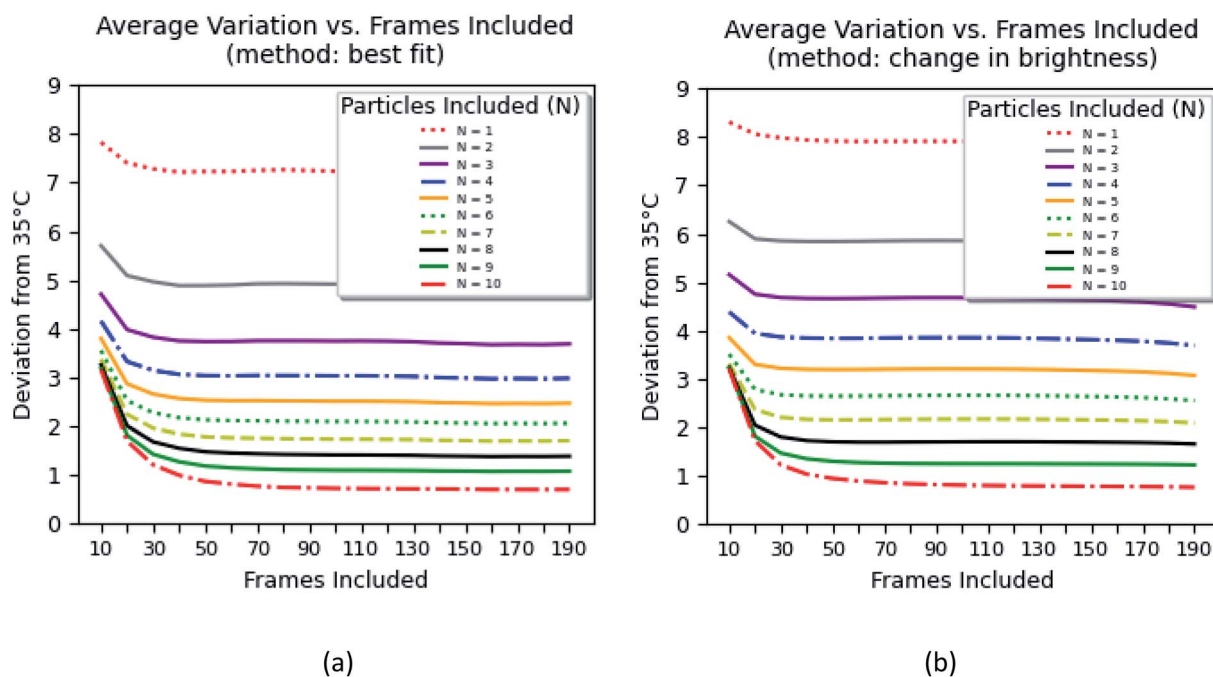 Average Variation vs. Frames Included
(method: best fit)
9
8
7
6
5
4
3
2
1
0
Deviation from 35°C
Particles Included (N)
N = 1
N = 2
N = 3
N = 4
N = 5
N = 6
N = 7
N = 8
N = 9
N = 10
10 30 50 70 90 110 130 150 170 190
Frames Included
(a)
Average Variation vs. Frames Included
(method: change in brightness)
9
8
7
6
5
4
3
2
1
0
Deviation from 35°C
Particles Included (N)
N = 1
N = 2
N = 3
N = 4
N = 5
N = 6
N = 7
N = 8
N = 9
N = 10
10 30 50 70 90 110 130 150 170 190
Frames Included
(b)